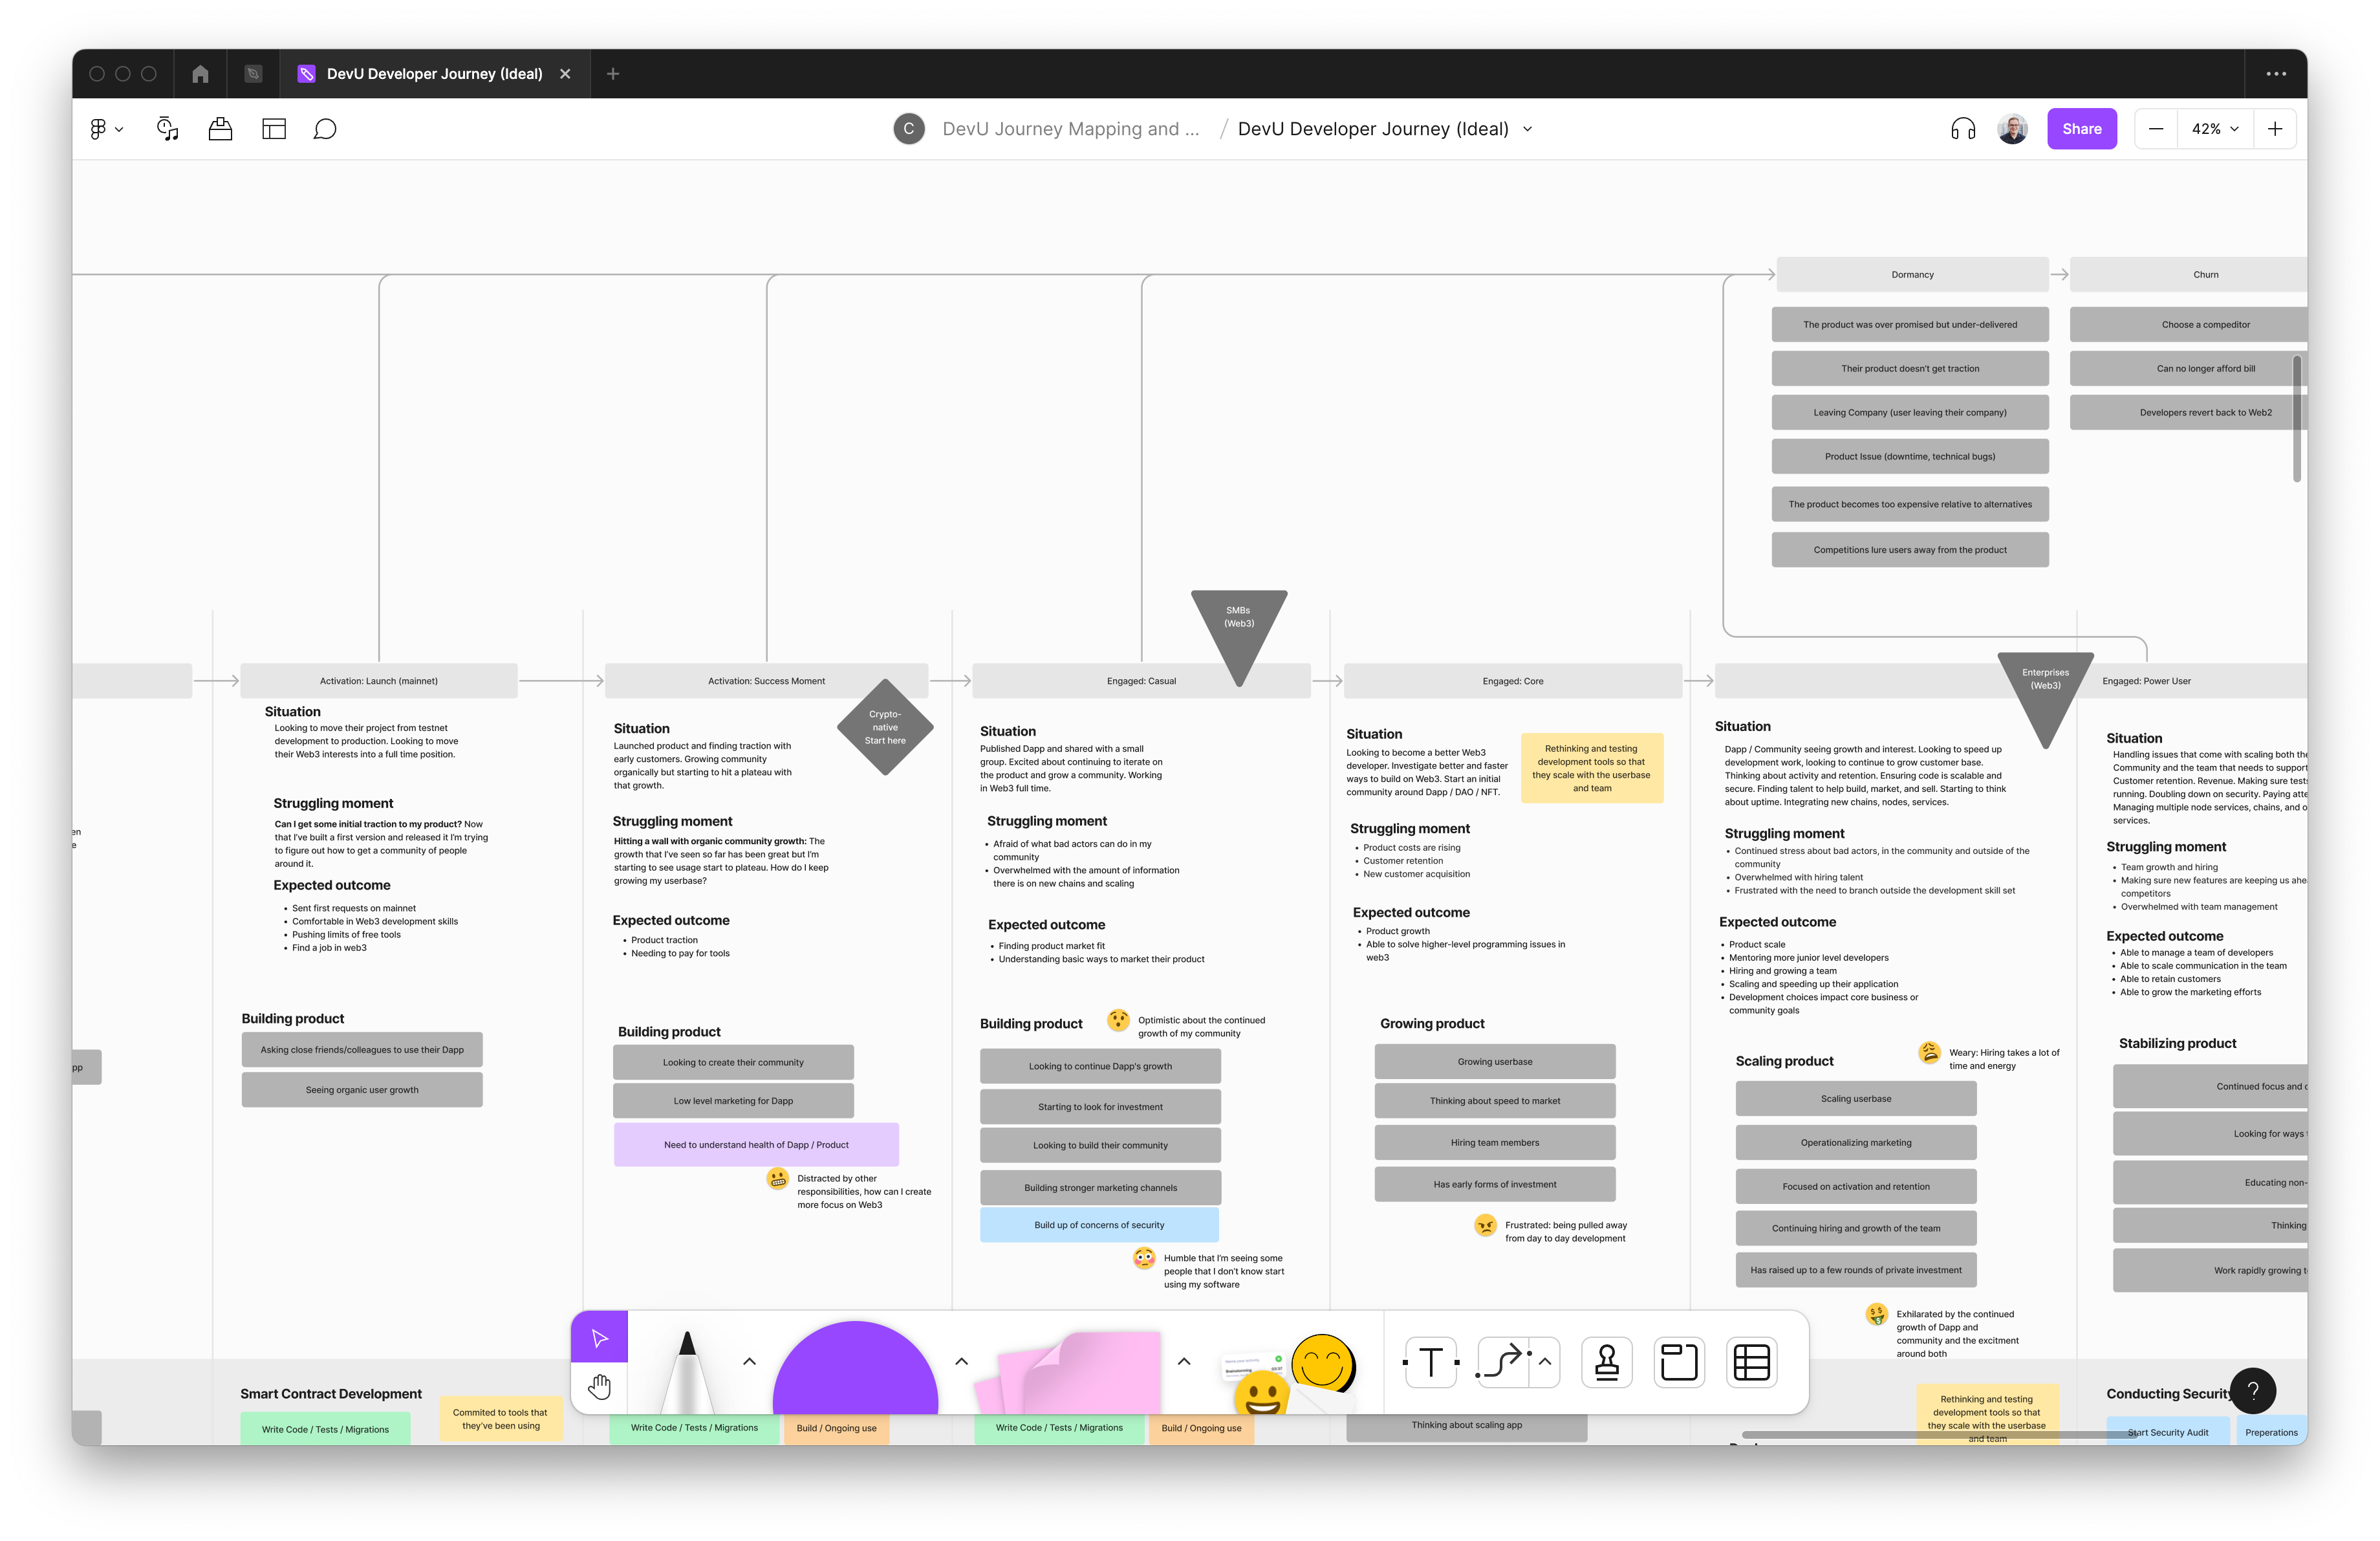 DevU Developer Journey (Ideal)
C
DevU Journey Mapping and ...
/
DevU Developer Journey (Ideal)
Share
42%
Dormancy
The product was over promised but under-delivered
Their product doesn't get traction
Leaving Company (user leaving their company)
Product Issue (downtime, technical bugs)
The product becomes too expensive relative to alternatives
Competitions lure users away from the product
Churn
Choose a compeditor
Can no longer afford bill
Developers revert back to Web2
en
e
pp
Activation: Launch (mainnet)
Situation
Looking to move their project from testnet
development to production. Looking to move
their Web3 interests into a full time position.
Struggling moment
Can I get some initial traction to my product? Now
that I've built a first version and released it I'm trying
to figure out how to get a community of people
around it.
Expected outcome
• Sent first requests on mainnet
• Comfortable in Web3 development skills
• Pushing limits of free tools
• Find a job in web3
Building product
Asking close friends/colleagues to use their Dapp
Seeing organic user growth
Smart Contract Development
Write Code / Tests / Migrations
Commited to tools that
they've been using
Activation: Success Moment
Crypto-
native
Start here
Situation
Launched product and finding traction with
early customers. Growing community
organically but starting to hit a plateau with
that growth.
Struggling moment
Hitting a wall with organic community growth: The
growth that I've seen so far has been great but I'm
starting to see usage start to plateau. How do I keep
growing my userbase?
Expected outcome
• Product traction
• Needing to pay for tools
Building product
Looking to create their community
Low level marketing for Dapp
Need to understand health of Dapp / Product
Distracted by other
responsibilities, how can I create
more focus on Web3
Write Code / Tests / Migrations
Build / Ongoing use
SMBs
(Web3)
Engaged: Casual
Situation
Published Dapp and shared with a small
group. Excited about continuing to iterate on
the product and grow a community. Working
in Web3 full time.
Struggling moment
• Afraid of what bad actors can do in my
community
• Overwhelmed with the amount of information
there is on new chains and scaling
Expected outcome
• Finding product market fit
• Understanding basic ways to market their product
Building product
Optimistic about the continued
growth of my community
Looking to continue Dapp's growth
Starting to look for investment
Looking to build their community
Building stronger marketing channels
Build up of concerns of security
Humble that I'm seeing some
people that I don't know start
using my software
Write Code / Tests / Migrations
Build / Ongoing use
Engaged: Core
Situation
Looking to become a better Web3
developer. Investigate better and faster
ways to build on Web3. Start an initial
community around Dapp / DAO / NFT.
Rethinking and testing
development tools so that
they scale with the userbase
and team
Struggling moment
• Product costs are rising
• Customer retention
• New customer acquisition
Expected outcome
• Product growth
• Able to solve higher-level programming issues in
web3
Growing product
Growing userbase
Thinking about speed to market
Hiring team members
Has early forms of investment
Frustrated: being pulled away
from day to day development
Thinking about scaling app
Enterprises
(Web3)
Situation
Dapp / Community seeing growth and interest. Looking to speed up
development work, looking to continue to grow customer base.
Thinking about activity and retention. Ensuring code is scalable and
secure. Finding talent to help build, market, and sell. Starting to think
about uptime. Integrating new chains, nodes, services.
Struggling moment
• Continued stress about bad actors, in the community and outside of the
community
• Overwhelmed with hiring talent
• Frustrated with the need to branch outside the development skill set
Expected outcome
• Product scale
• Mentoring more junior level developers
• Hiring and growing a team
• Scaling and speeding up their application
• Development choices impact core business or
community goals
Scaling product
Weary: Hiring takes a lot of
time and energy
Scaling userbase
Operationalizing marketing
Focused on activation and retention
Continuing hiring and growth of the team
Has raised up to a few rounds of private investment
Exhilarated by the continued
growth of Dapp and
community and the excitment
around both
Rethinking and testing
development tools so that
they scale with the userbase
and team
Engaged: Power User
Situation
Handling issues that come with scaling both the
Community and the team that needs to support
Customer retention. Revenue. Making sure tests
running. Doubling down on security. Paying atte
Managing multiple node services, chains, and o
services.
Struggling moment
• Team growth and hiring
• Making sure new features are keeping us ahe
competitors
• Overwhelmed with team management
Expected outcome
• Able to manage a team of developers
• Able to scale communication in the team
• Able to retain customers
• Able to grow the marketing efforts
Stabilizing product
Continued focus and
Looking for ways
Educating non-
Thinking
Work rapidly growing
Conducting Security
Start Security Audit
Preperations
T
?